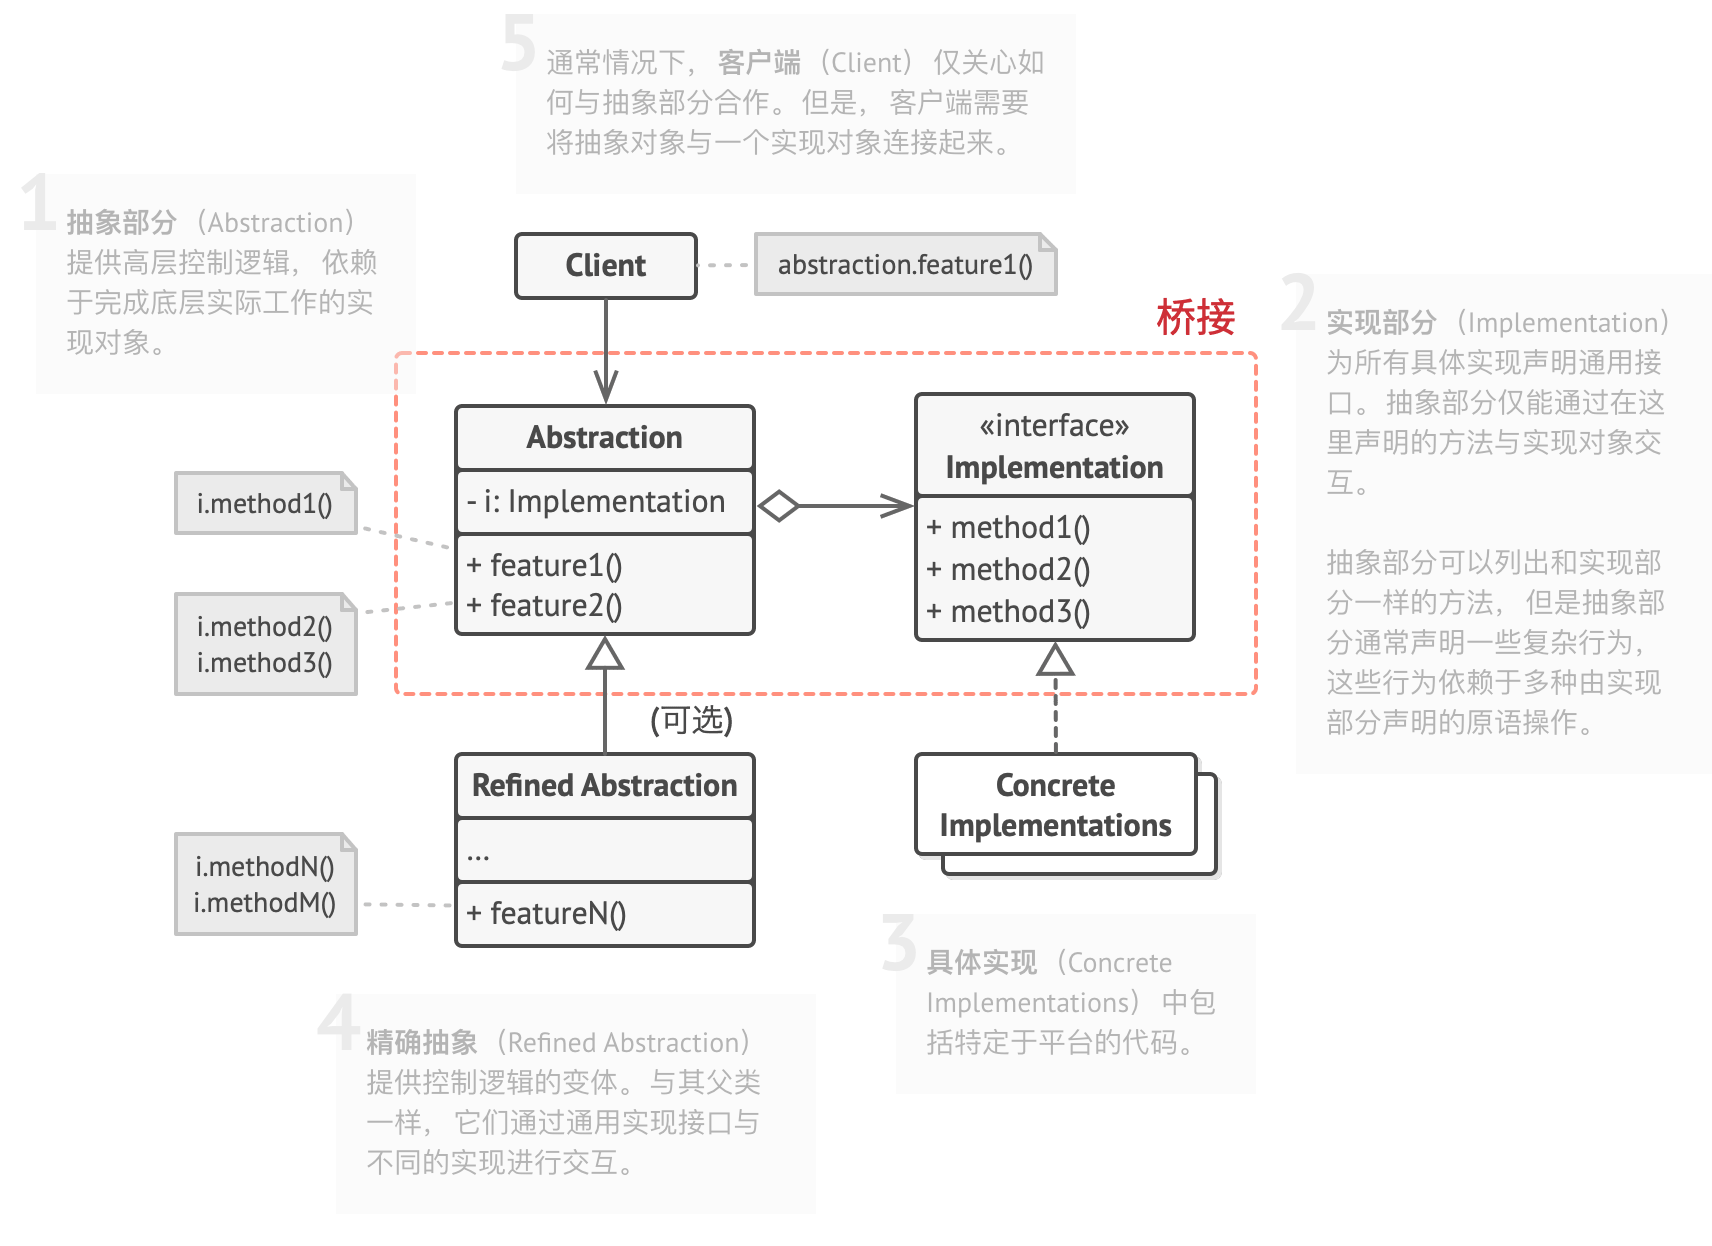 5
通常情况下， 客户端 （Client） 仅关心如
何与抽象部分合作。 但是， 客户端需要
将抽象对象与一个实现对象连接起来。
1
抽象部分 （Abstraction）
提供高层控制逻辑， 依赖
于完成底层实际工作的实
现对象。
Client
abstraction.feature1()
桥接
2
实现部分 （Implementation）
为所有具体实现声明通用接
口。 抽象部分仅能通过在这
里声明的方法与实现对象交
互。
抽象部分可以列出和实现部
分一样的方法， 但是抽象部
分通常声明一些复杂行为，
这些行为依赖于多种由实现
部分声明的原语操作。
Abstraction
- i: Implementation
+ feature1()
+ feature2()
«interface»
Implementation
+ method1()
+ method2()
+ method3()
i.method1()
i.method2()
i.method3()
(可选)
Refined Abstraction
...
+ featureN()
Concrete
Implementations
i.methodN()
i.methodM()
3
具体实现 （Concrete
Implementations） 中包
括特定于平台的代码。
4
精确抽象 （Refined Abstraction）
提供控制逻辑的变体。 与其父类
一样， 它们通过通用实现接口与
不同的实现进行交互。